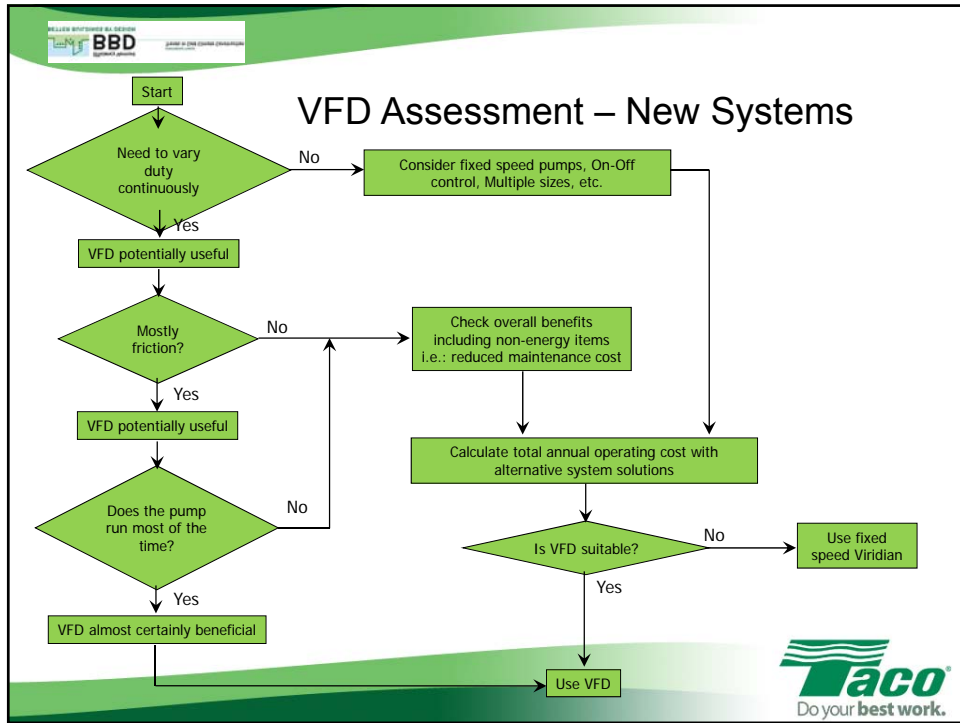 BETTER BUILDINGS BY DESIGN
BBD
VFD Assessment – New Systems
Start
Need to vary
duty
continuously
No
Consider fixed speed pumps, On-Off
control, Multiple sizes, etc.
Yes
VFD potentially useful
Mostly
friction?
No
Check overall benefits
including non-energy items
i.e.: reduced maintenance cost
Yes
VFD potentially useful
Calculate total annual operating cost with
alternative system solutions
Does the pump
run most of the
time?
No
Is VFD suitable?
No
Use fixed
speed Viridian
Yes
Yes
VFD almost certainly beneficial
Use VFD
Taco®
Do your best work.